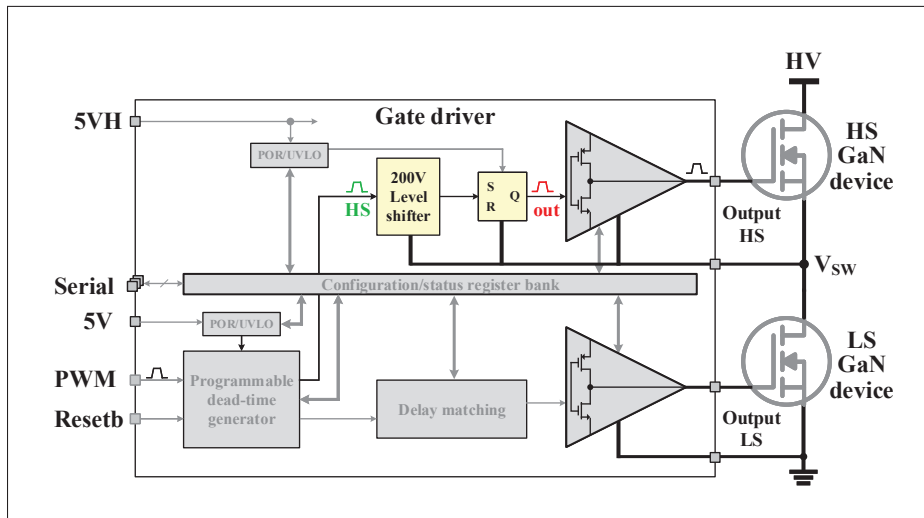 HV
Gate driver
5VH
POR/UVLO
HS
GaN
device
200V
Level
shifter
S
R
Q
HS
out
Output
HS
VSW
Configuration/status register bank
Serial
5V
POR/UVLO
LS
GaN
device
PWM
Programmable
dead-time
generator
Delay matching
Resetb
Output
LS